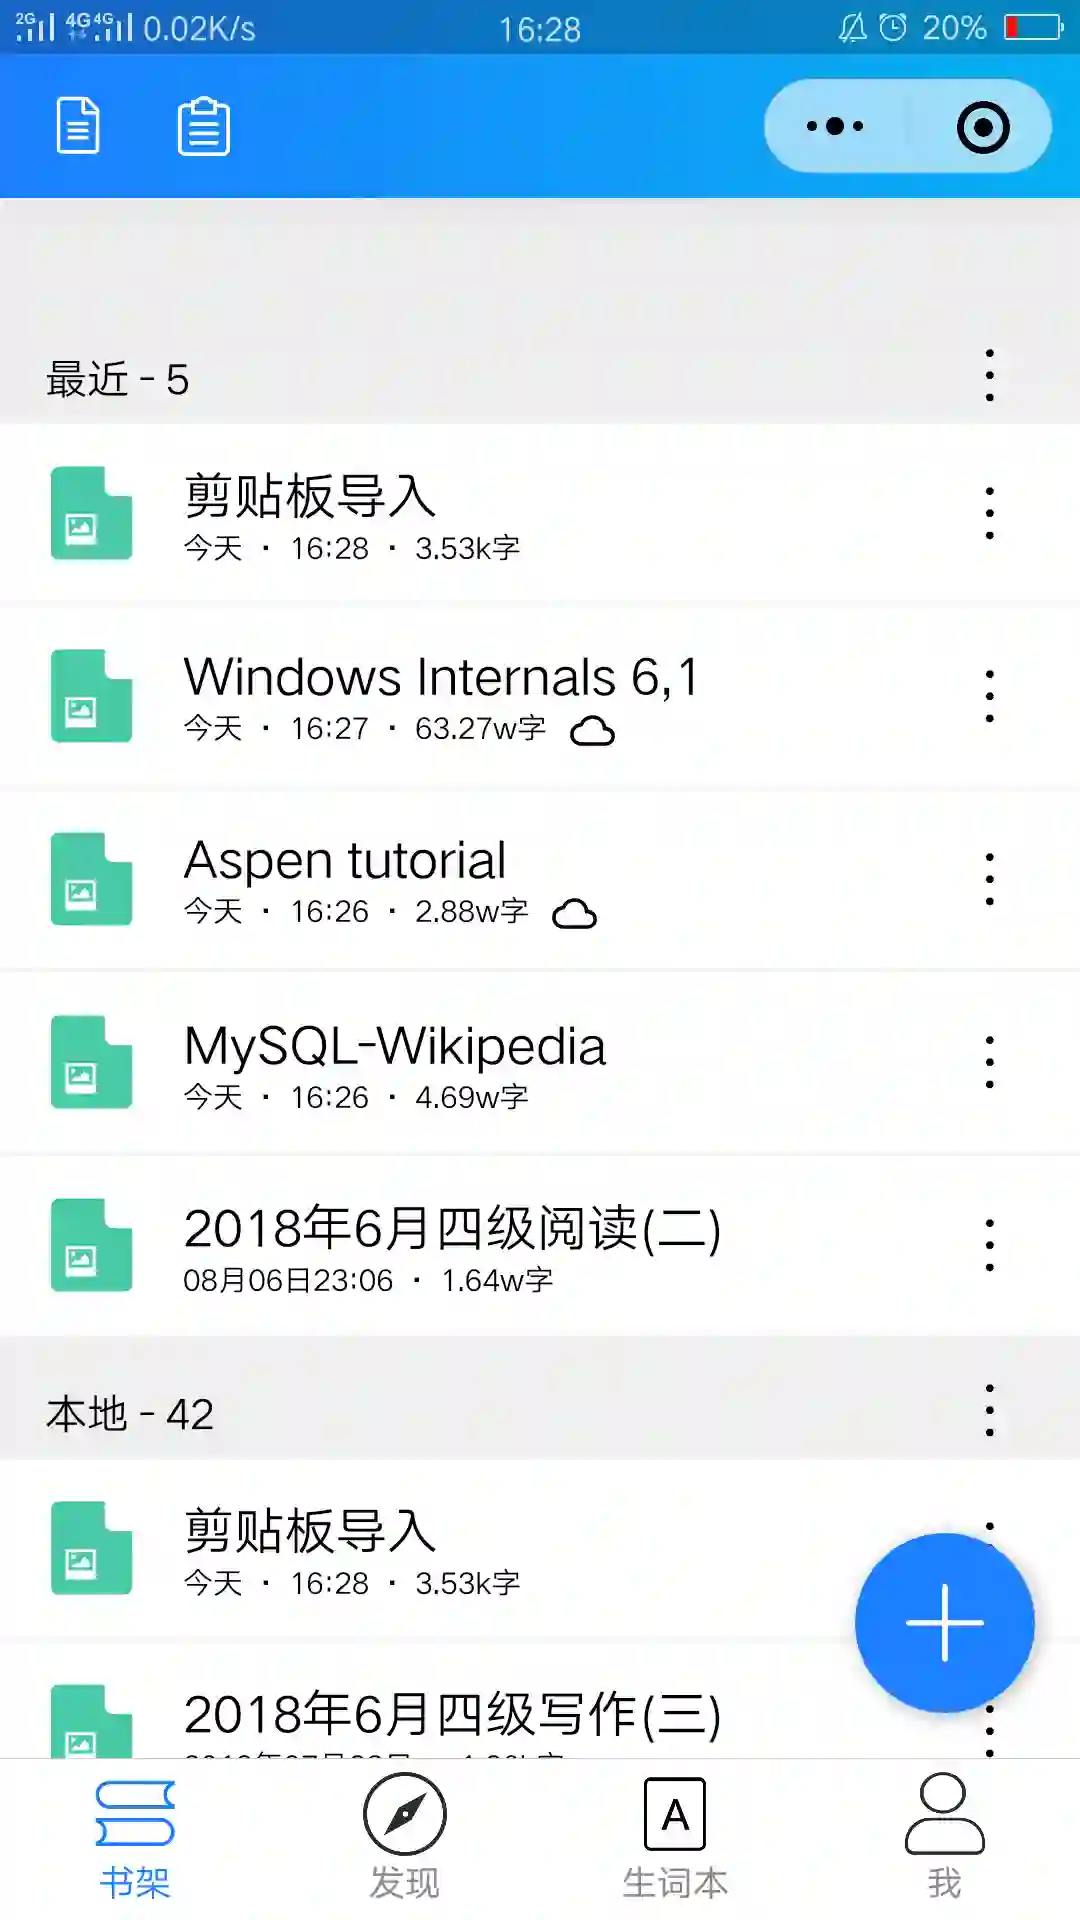 2G 4G 4G 0.02K/s 16:28 20%
最近 - 5
剪贴板导入
今天 · 16:28 · 3.53k字
Windows Internals 6,1
今天 · 16:27 · 63.27w字
Aspen tutorial
今天 · 16:26 · 2.88w字
MySQL-Wikipedia
今天 · 16:26 · 4.69w字
2018年6月四级阅读(二)
08月06日23:06 · 1.64w字
本地 - 42
剪贴板导入
今天 · 16:28 · 3.53k字
2018年6月四级写作(三)
A
书架 发现 生词本 我